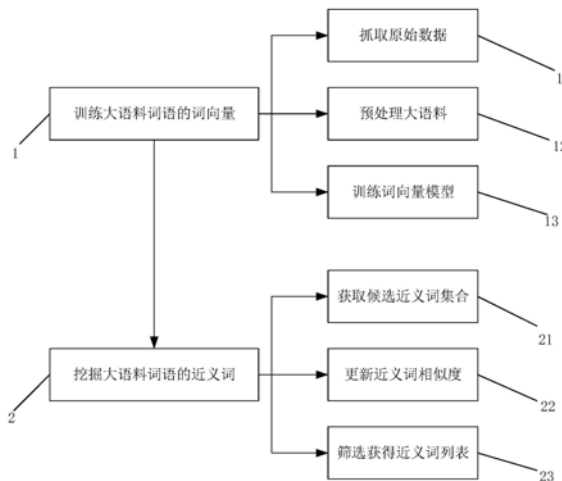 抓取原始数据
1
训练大语料词语的词向量
预处理大语料
1
12
训练词向量模型
13
获取候选近义词集合
21
挖掘大语料词语的近义词
更新近义词相似度
2
22
筛选获得近义词列表
23